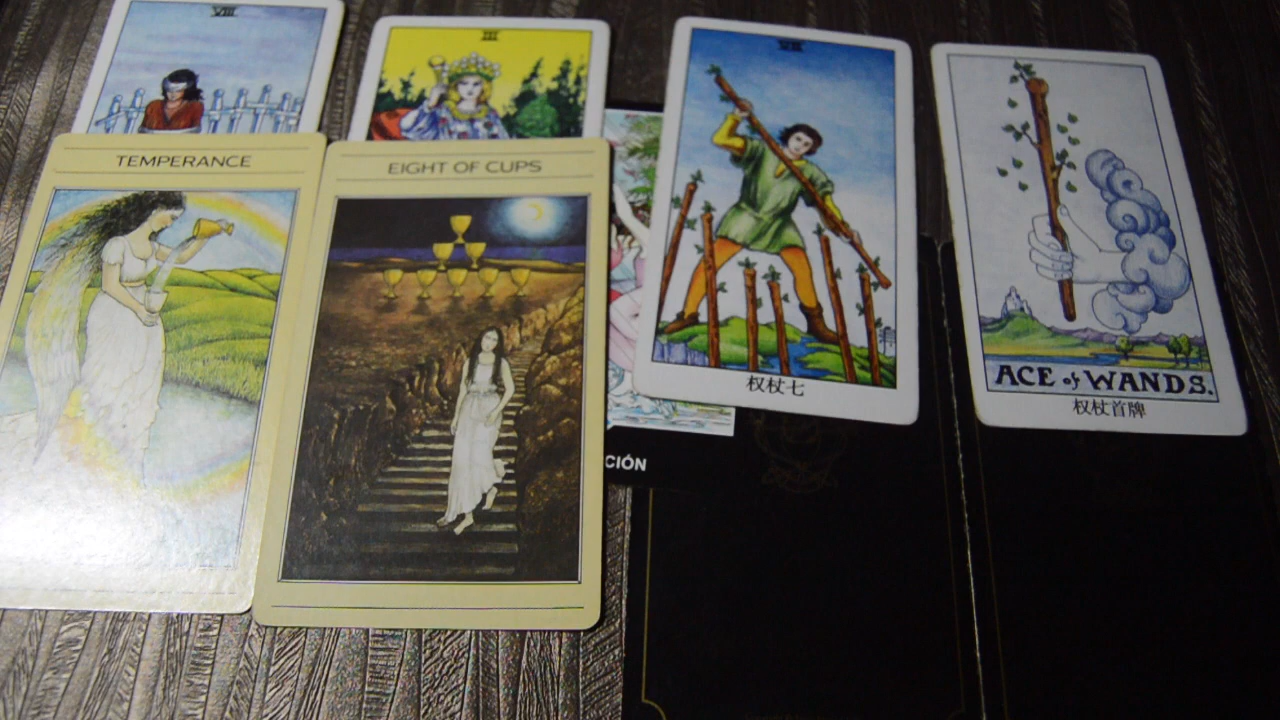 VIII
III
VII
TEMPERANCE
EIGHT OF CUPS
权杖七
ACE of WANDS.
权杖首牌
CIÓN